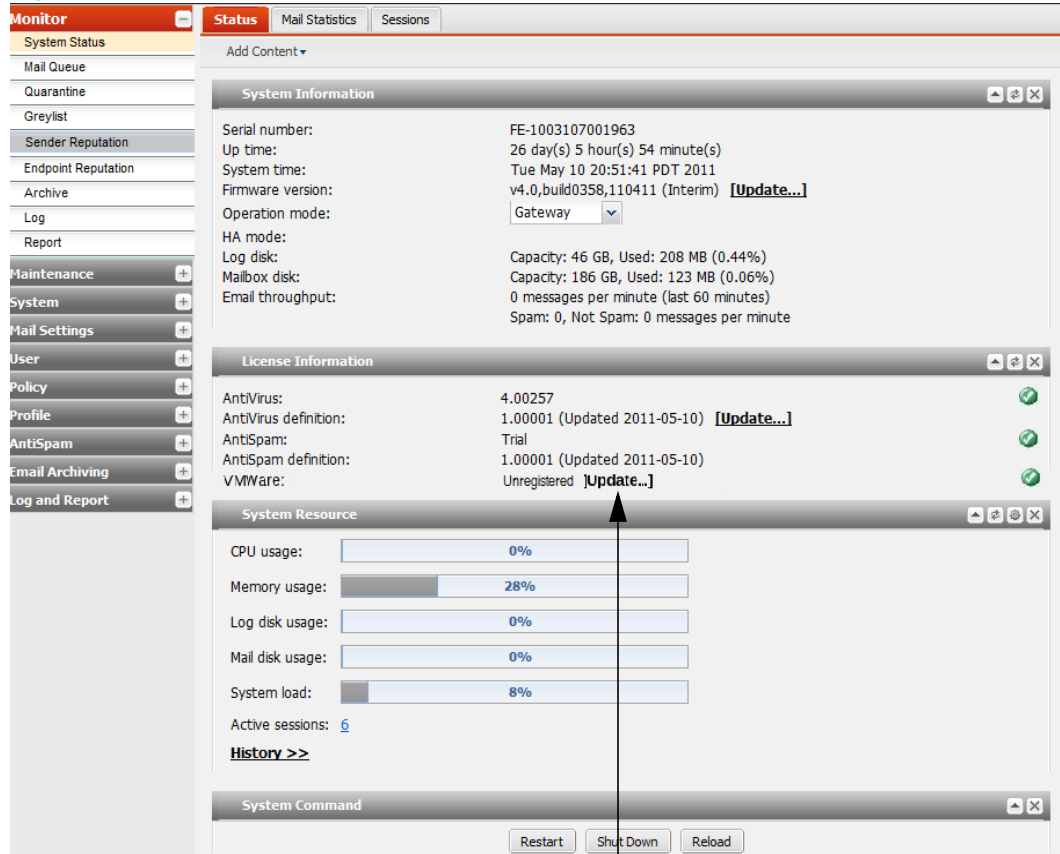 Monitor
System Status
Mail Queue
Quarantine
Greylist
Sender Reputation
Endpoint Reputation
Archive
Log
Report
Maintenance
System
Mail Settings
User
Policy
Profile
AntiSpam
Email Archiving
Log and Report
Status Mail Statistics Sessions
Add Content
System Information
Serial number: FE-1003107001963
Up time: 26 day(s) 5 hour(s) 54 minute(s)
System time: Tue May 10 20:51:41 PDT 2011
Firmware version: v4.0,build0358,110411 (Interim) [Update...]
Operation mode: Gateway
HA mode:
Log disk: Capacity: 46 GB, Used: 208 MB (0.44%)
Mailbox disk: Capacity: 186 GB, Used: 123 MB (0.06%)
Email throughput: 0 messages per minute (last 60 minutes)
Spam: 0, Not Spam: 0 messages per minute
License Information
AntiVirus: 4.00257
AntiVirus definition: 1.00001 (Updated 2011-05-10) [Update...]
AntiSpam: Trial
AntiSpam definition: 1.00001 (Updated 2011-05-10)
VMWare: Unregistered ]Update...]
System Resource
CPU usage: 0%
Memory usage: 28%
Log disk usage: 0%
Mail disk usage: 0%
System load: 8%
Active sessions: 6
History >>
System Command
Restart Shut Down Reload